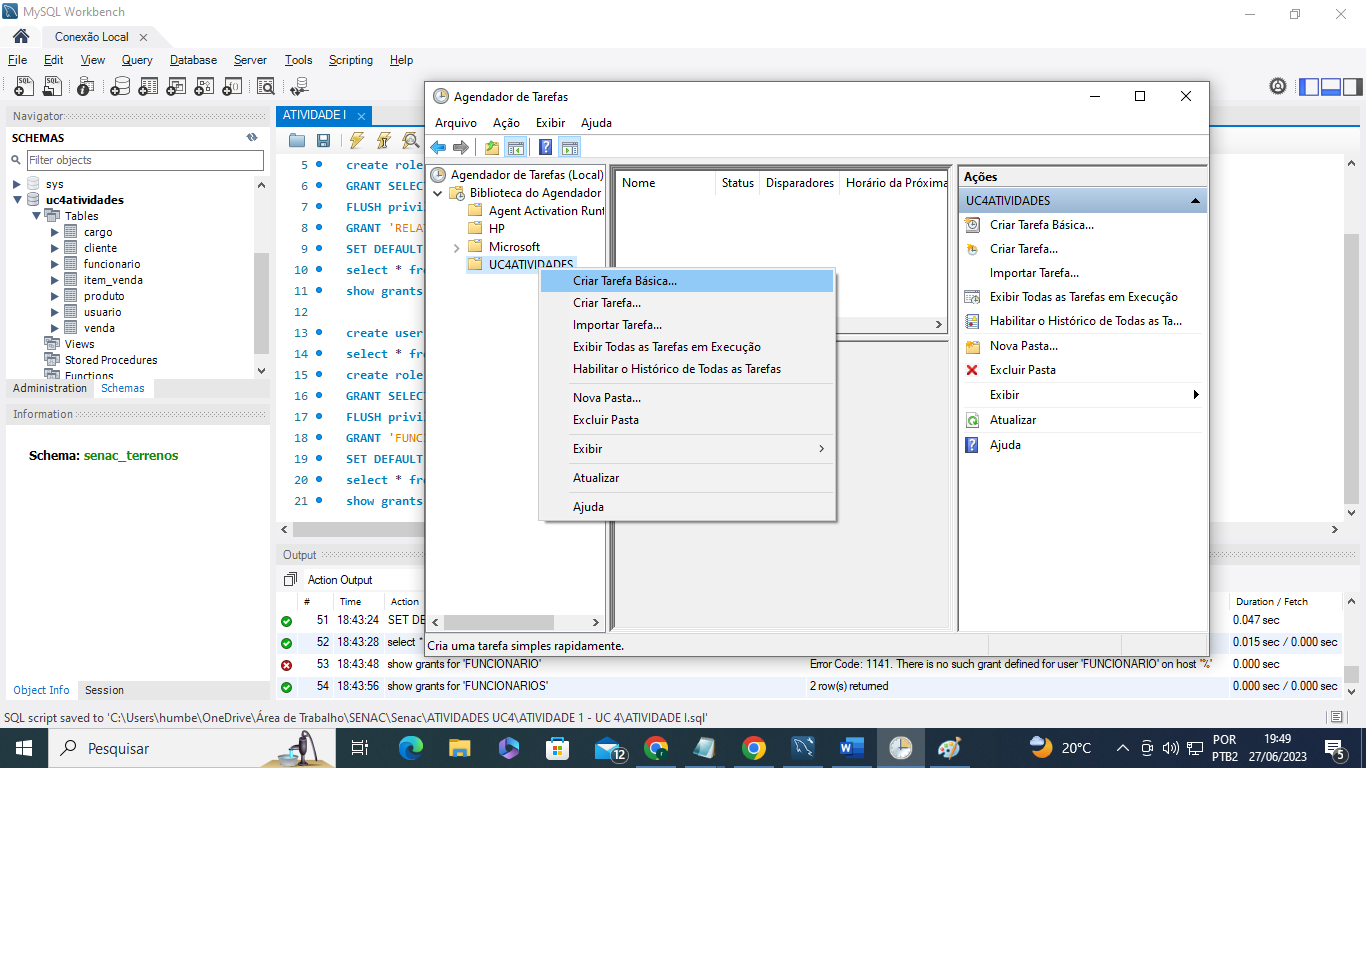 MySQL Workbench
Conexão Local
File Edit View Query Database Server Tools Scripting Help
Navigator
SCHEMAS
Filter objects
sys
uc4atividades
Tables
cargo
cliente
funcionario
item_venda
produto
usuario
venda
Views
Stored Procedures
Functions
Administration Schemas
Information
Schema: senac_terrenos
Object Info Session
ATIVIDADE I
5 create role
6 GRANT SELEC
7 FLUSH privi
8 GRANT 'RELA
9 SET DEFAULT
10 select * fro
11 show grants
12
13 create user
14 select * fro
15 create role
16 GRANT SELEC
17 FLUSH privi
18 GRANT 'FUNC
19 SET DEFAULT
20 select * fro
21 show grants
Agendador de Tarefas
Arquivo Ação Exibir Ajuda
Agendador de Tarefas (Local)
Biblioteca do Agendador
Agent Activation Runt
HP
Microsoft
UC4ATIVIDADES
Nome Status Disparadores Horário da Próxima
Criar Tarefa Básica...
Criar Tarefa...
Importar Tarefa...
Exibir Todas as Tarefas em Execução
Habilitar o Histórico de Todas as Tarefas
Nova Pasta...
Excluir Pasta
Exibir
Atualizar
Ajuda
Ações
UC4ATIVIDADES
Criar Tarefa Básica...
Criar Tarefa...
Importar Tarefa...
Exibir Todas as Tarefas em Execução
Habilitar o Histórico de Todas as Ta...
Nova Pasta...
Excluir Pasta
Exibir
Atualizar
Ajuda
Cria uma tarefa simples rapidamente.
Output
Action Output
# Time Action Duration / Fetch
51 18:43:24 SET DE 0.047 sec
52 18:43:28 select * 0.015 sec / 0.000 sec
53 18:43:48 show grants for 'FUNCIONARIO' Error Code: 1141. There is no such grant defined for user 'FUNCIONARIO' on host '%' 0.000 sec
54 18:43:56 show grants for 'FUNCIONARIOS' 2 row(s) returned 0.000 sec / 0.000 sec
SQL script saved to 'C:\Users\humbe\OneDrive\Área de Trabalho\SENAC\Senac\ATIVIDADES UC4\ATIVIDADE 1 - UC 4\ATIVIDADE I.sql'
Pesquisar
12
20°C
POR
PTB2
19:49
27/06/2023
5